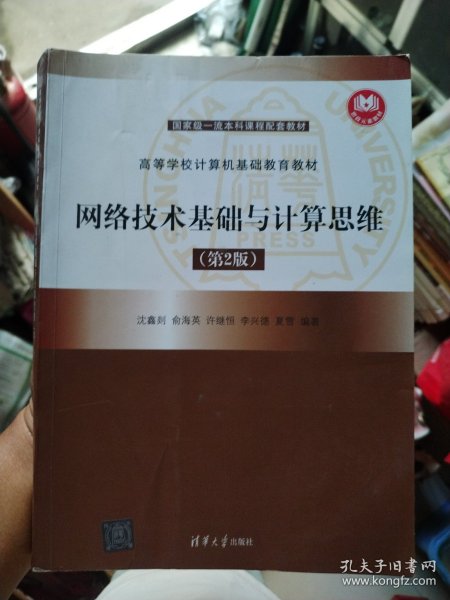 国家级一流本科课程配套教材
高等学校计算机基础教育教材
TSINGHUA UNIVERSITY
PRESS
网络技术基础与计算思维
（第2版）
沈鑫剡 俞海英 许继恒 李兴德 夏雪 编著
清华大学出版社
孔夫子旧书网
www.kongfz.com